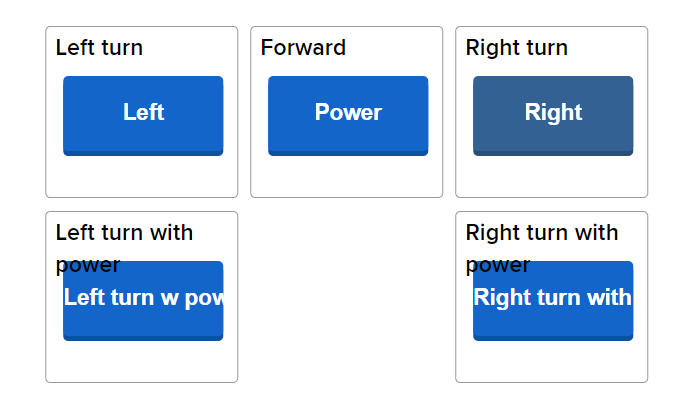 Left turn
Forward
Right turn
Left
Power
Right
Left turn with
power
Right turn with
power
Left turn w pow
Right turn with